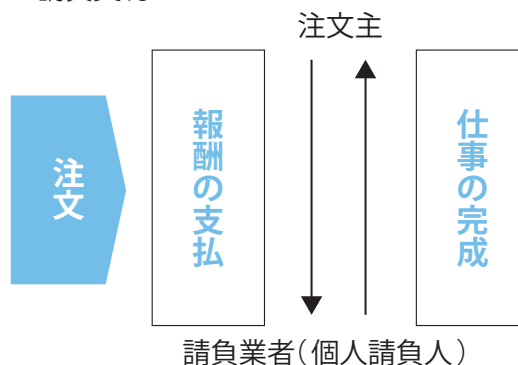 注文主
注文
報酬の支払
仕事の完成
請負業者(個人請負人)